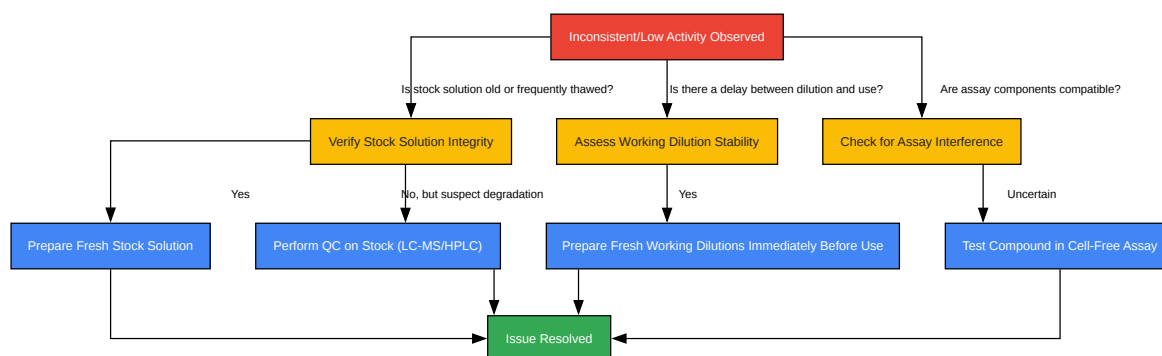 Inconsistent/Low Activity Observed
Is stock solution old or frequently thawed?
Is there a delay between dilution and use?
Are assay components compatible?
Verify Stock Solution Integrity
Assess Working Dilution Stability
Check for Assay Interference
Yes
No, but suspect degradation
Yes
Uncertain
Prepare Fresh Stock Solution
Perform QC on Stock (LC-MS/HPLC)
Prepare Fresh Working Dilutions Immediately Before Use
Test Compound in Cell-Free Assay
Issue Resolved